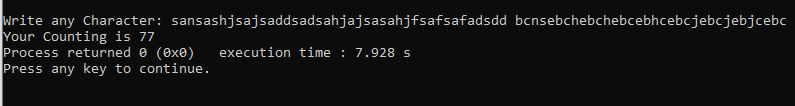 Write any Character: sansashjsajsaddsadsahjajsasahjfsafsafadsdd bcnsebchebchebcebhcebcjebcjebjcebc
Your Counting is 77
Process returned 0 (0x0)   execution time : 7.928 s
Press any key to continue.